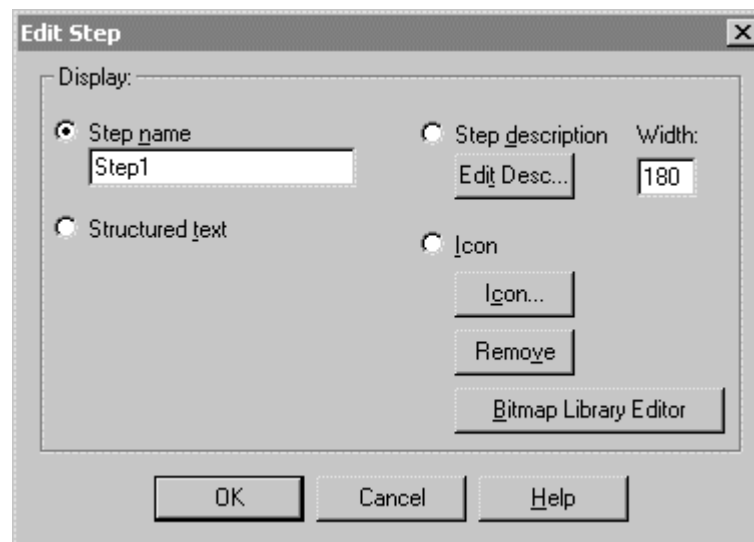 Edit Step
Display:
Step name
Step1
Structured text
Step description
Width:
Edit Desc...
180
Icon
Icon...
Remove
Bitmap Library Editor
OK
Cancel
Help